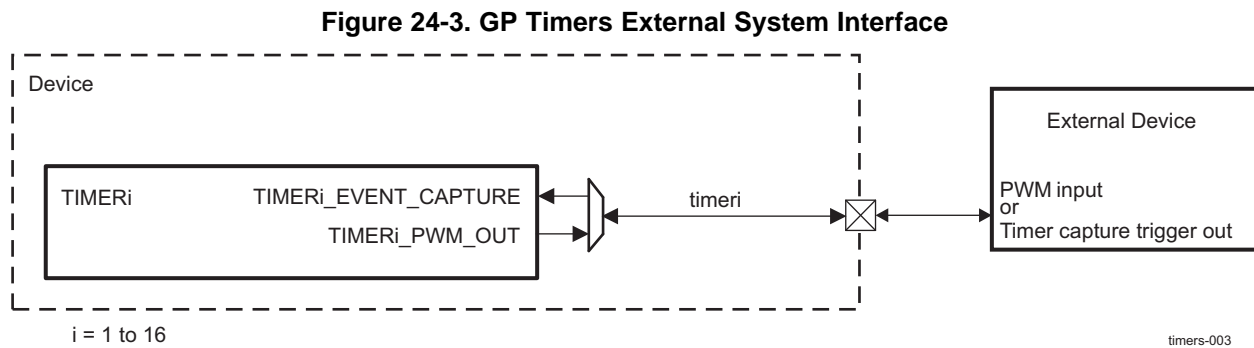 Figure 24-3. GP Timers External System Interface
Device
External Device
TIMERi
TIMERi_EVENT_CAPTURE
TIMERi_PWM_OUT
timeri
PWM input
or
Timer capture trigger out
i = 1 to 16
timers-003